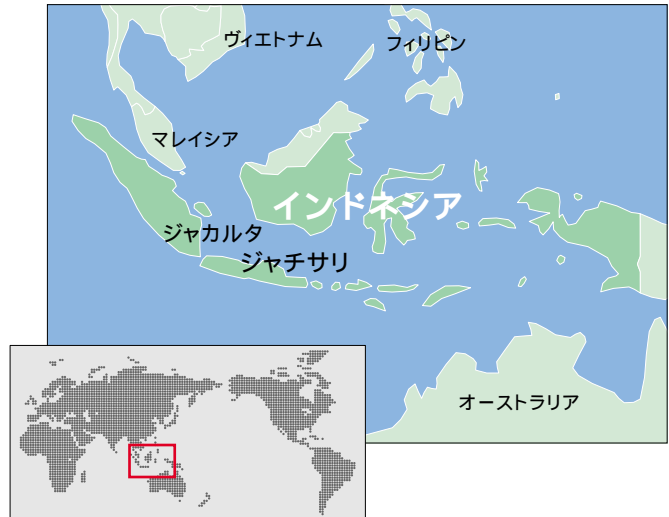 ヴィエトナム
フィリピン
マレイシア
インドネシア
ジャカルタ
ジャチサリ
オーストラリア